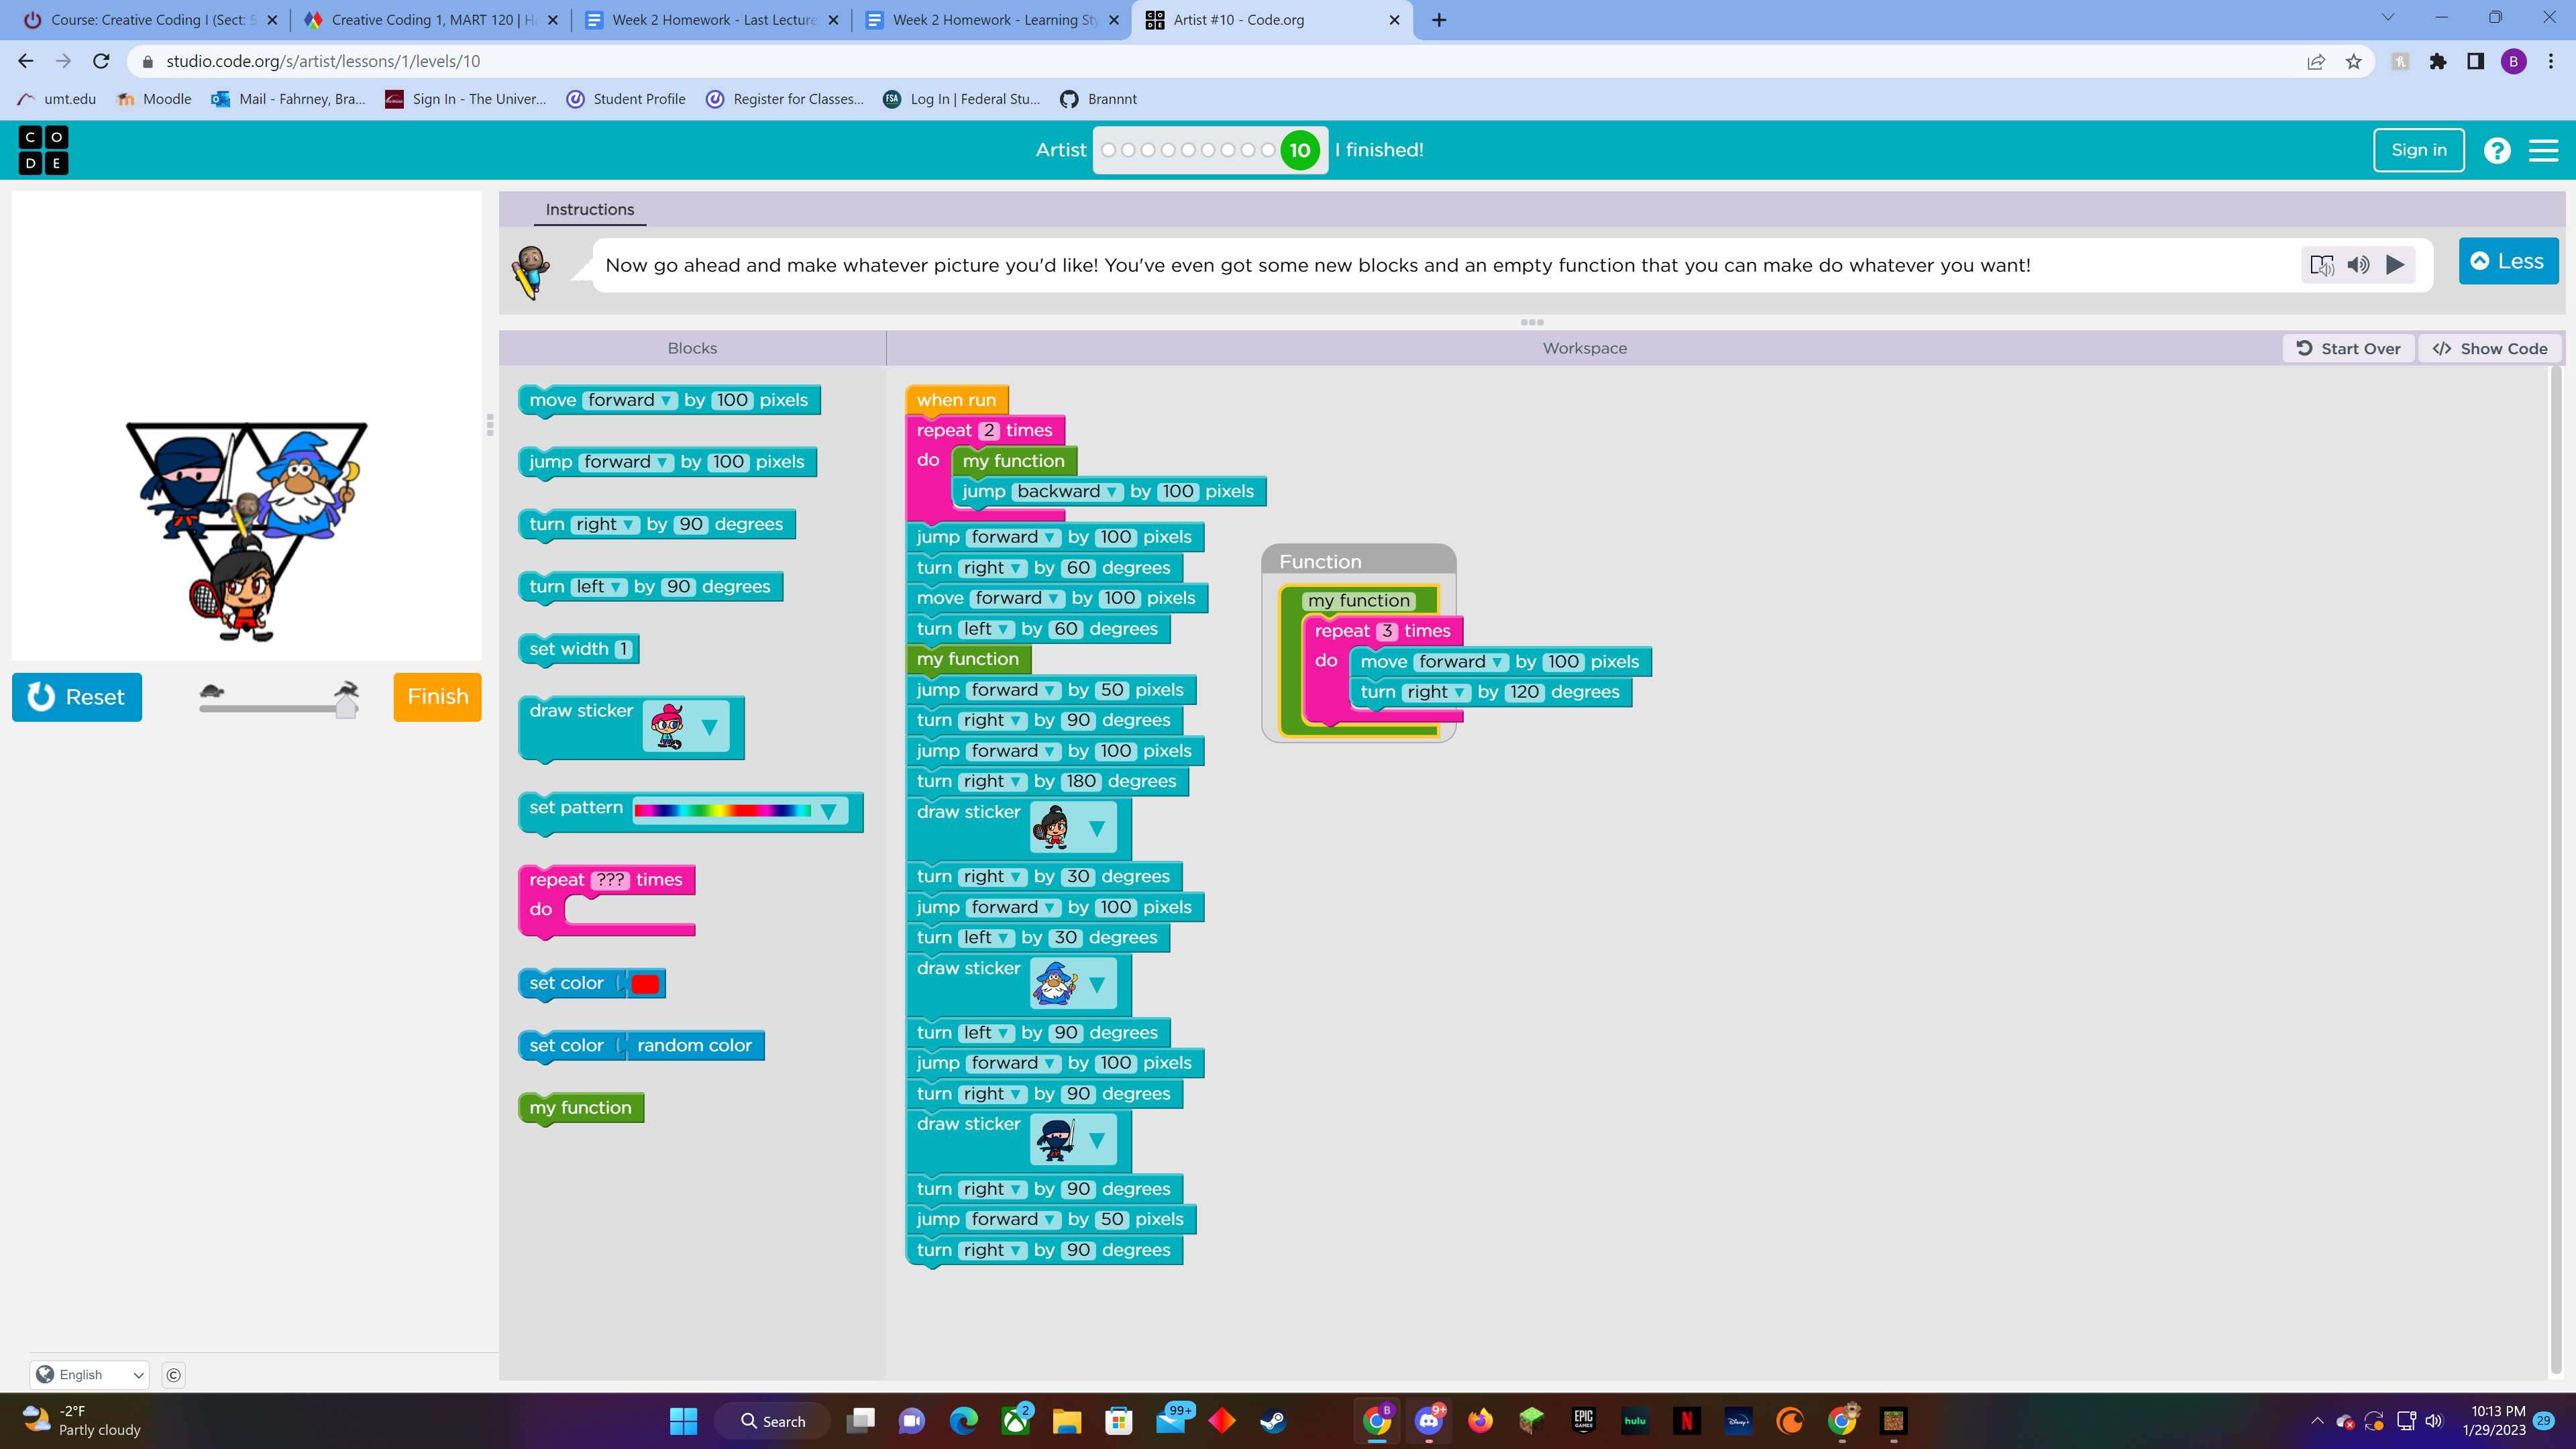 Course: Creative Coding I (Sect: 5
Creative Coding 1, MART 120 | H
Week 2 Homework - Last Lecture
Week 2 Homework - Learning Sty
Artist #10 - Code.org
studio.code.org/s/artist/lessons/1/levels/10
B
umt.edu
Moodle
Mail - Fahrney, Bra...
Sign In - The Univer...
Student Profile
Register for Classes...
FSA
Log In | Federal Stu...
Brannnt
C O
D E
Artist
10
I finished!
Sign in
?
Instructions
Now go ahead and make whatever picture you'd like! You've even got some new blocks and an empty function that you can make do whatever you want!
Less
Blocks
Workspace
Start Over
</> Show Code
Reset
Finish
move forward by 100 pixels
jump forward by 100 pixels
turn right by 90 degrees
turn left by 90 degrees
set width 1
draw sticker
set pattern
repeat ??? times
do
set color
set color random color
my function
when run
repeat 2 times
do my function
jump backward by 100 pixels
jump forward by 100 pixels
turn right by 60 degrees
move forward by 100 pixels
turn left by 60 degrees
my function
jump forward by 50 pixels
turn right by 90 degrees
jump forward by 100 pixels
turn right by 180 degrees
draw sticker
turn right by 30 degrees
jump forward by 100 pixels
turn left by 30 degrees
draw sticker
turn left by 90 degrees
jump forward by 100 pixels
turn right by 90 degrees
draw sticker
turn right by 90 degrees
jump forward by 50 pixels
turn right by 90 degrees
Function
my function
repeat 3 times
do move forward by 100 pixels
turn right by 120 degrees
English
©
-2°F
Partly cloudy
Search
2
99+
B
9+
EPIC GAMES
hulu
N
Disney+
10:13 PM
1/29/2023
29